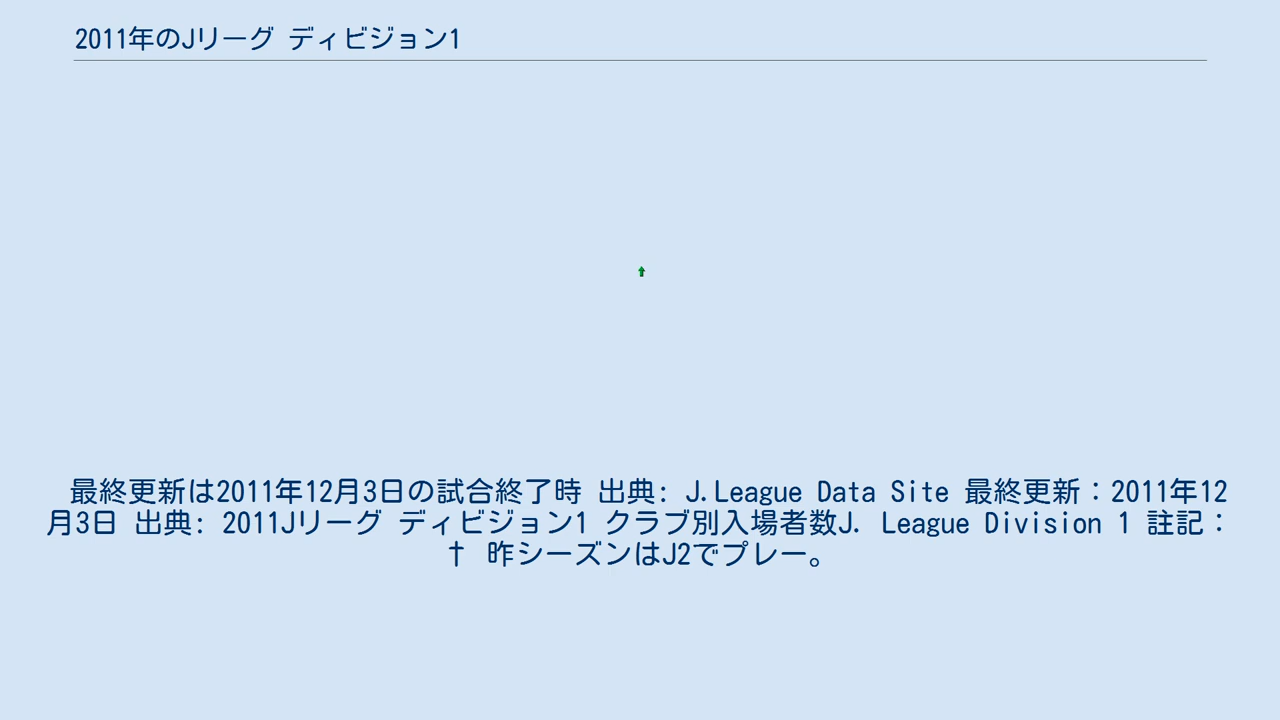 2011年のJリーグ ディビジョン1
最終更新は2011年12月3日の試合終了時 出典: J.League Data Site 最終更新：2011年12
月3日 出典: 2011Jリーグ ディビジョン1 クラブ別入場者数J. League Division 1 註記：
† 昨シーズンはJ2でプレー。